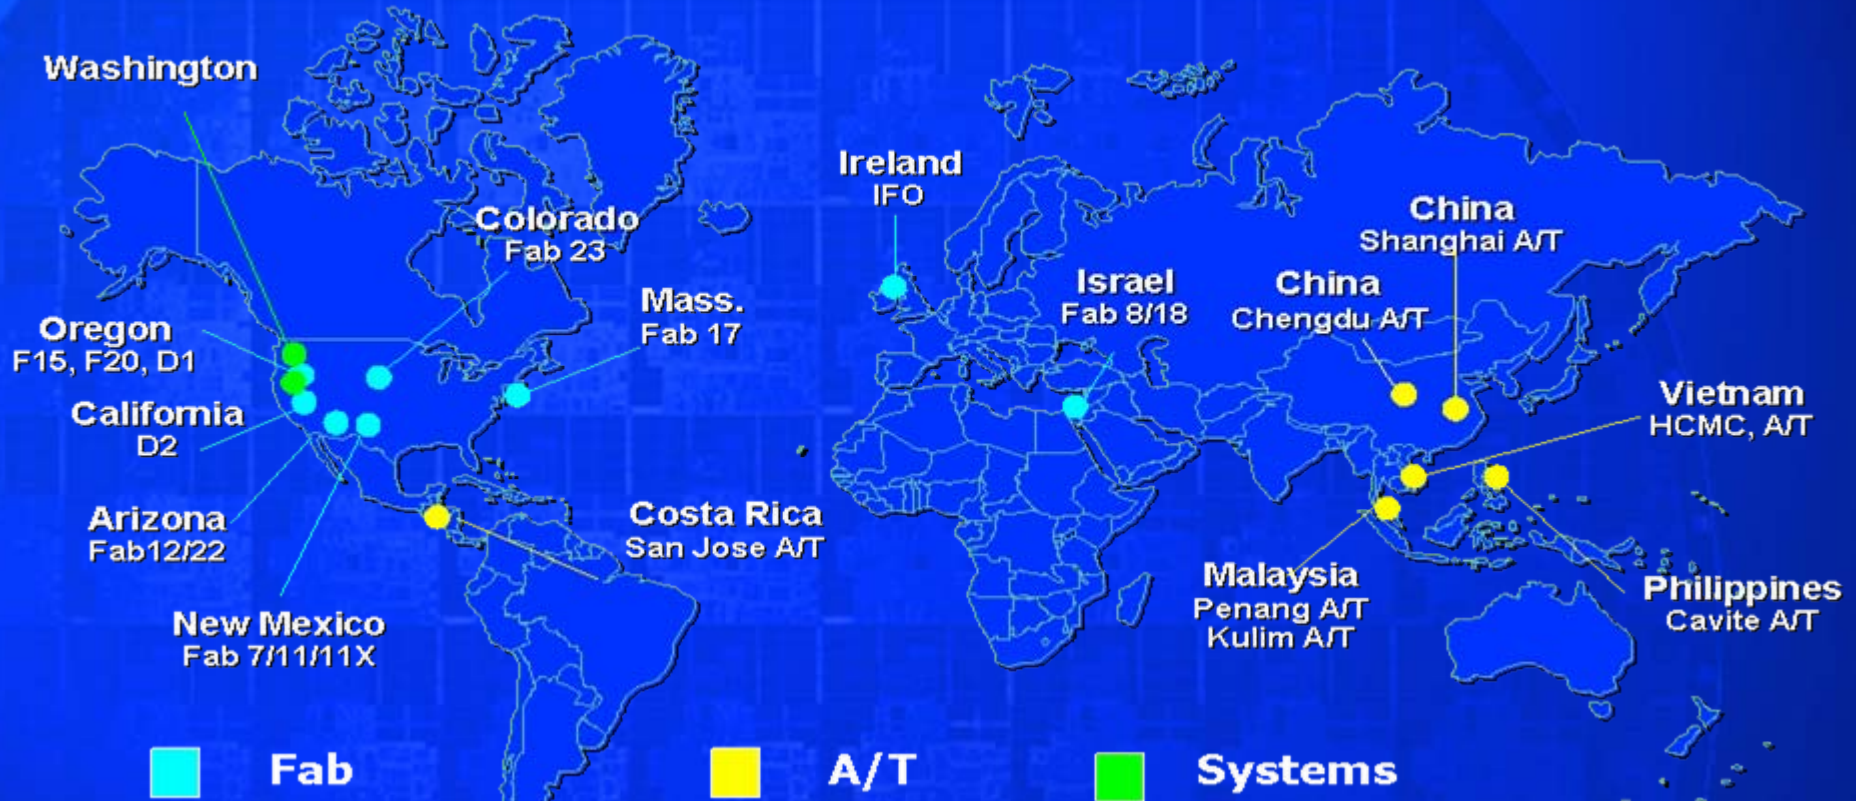 Washington
Colorado
Fab 23
Ireland
IFO
China
Shanghai A/T
Mass.
Fab 17
Israel
Fab 8/18
China
Chengdu A/T
Oregon
F15, F20, D1
California
D2
Vietnam
HCMC, A/T
Arizona
Fab12/22
Costa Rica
San Jose A/T
Malaysia
Penang A/T
Kulim A/T
Philippines
Cavite A/T
New Mexico
Fab 7/11/11X
Fab
A/T
Systems